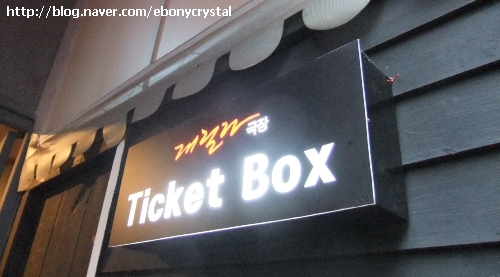 http://blog.naver.com/ebonycrystal
게릴라 극장
Ticket Box